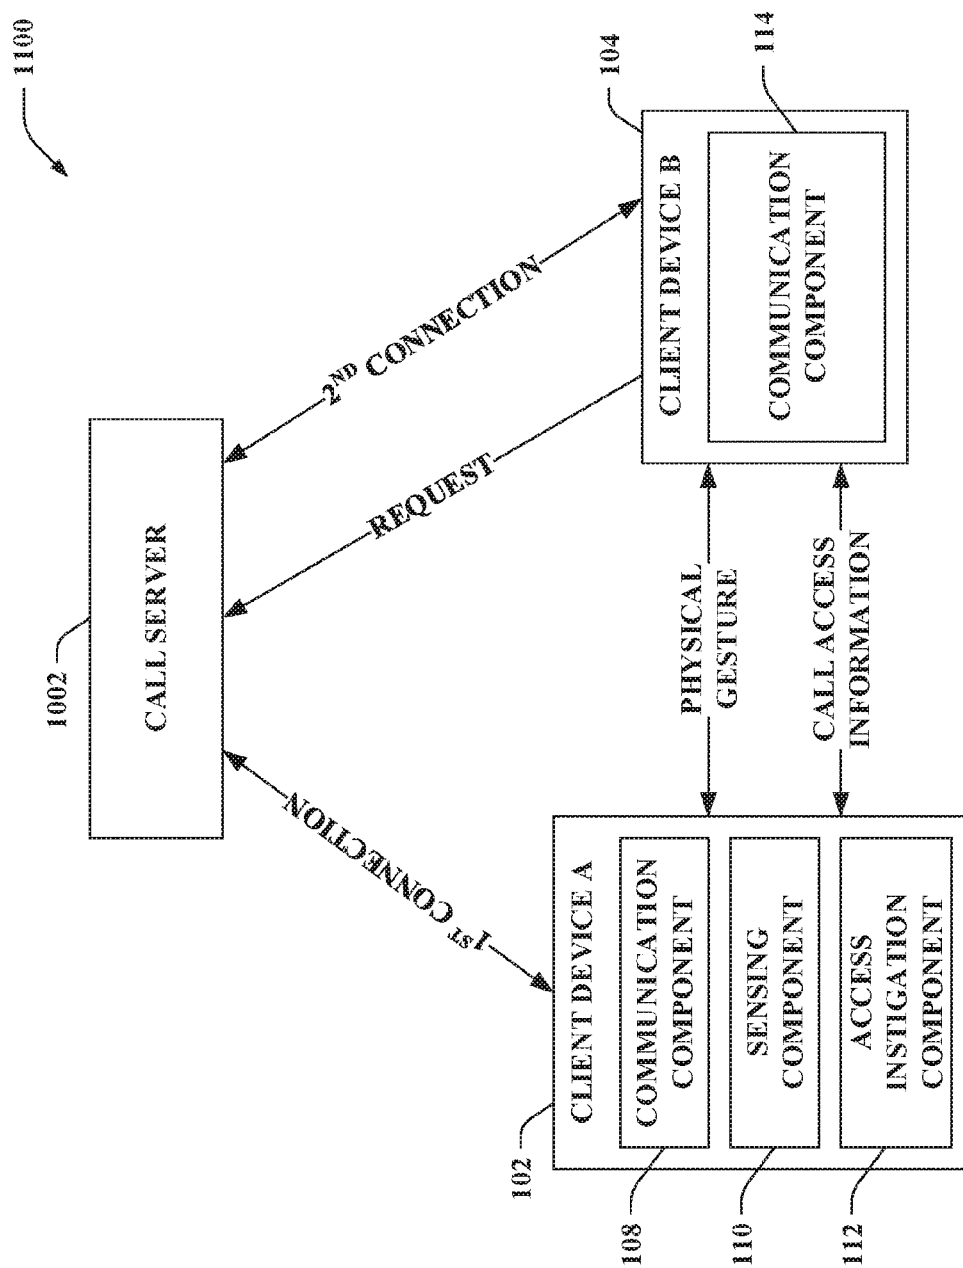 1100
1002
CALL SERVER
1ST CONNECTION
REQUEST
2ND CONNECTION
102
CLIENT DEVICE A
108
COMMUNICATION
COMPONENT
110
SENSING
COMPONENT
112
ACCESS
INSTIGATION
COMPONENT
PHYSICAL
GESTURE
CALL ACCESS
INFORMATION
104
CLIENT DEVICE B
114
COMMUNICATION
COMPONENT